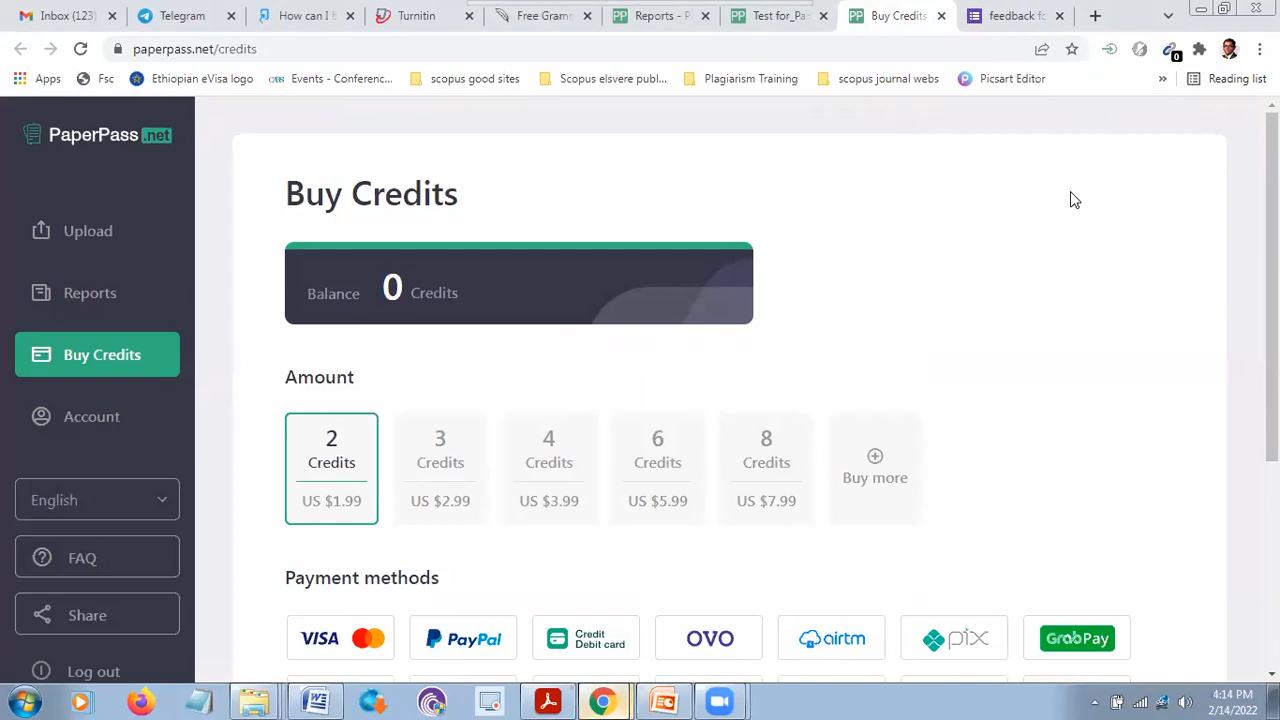 Inbox (123)
Telegram
How can I b
Turnitin
Free Gramm
Reports - P
Test for_Pa
Buy Credits
feedback fo
paperpass.net/credits
0
Apps
Fsc
Ethiopian eVisa logo
Events - Conferenc...
scopus good sites
Scopus elsvere publ...
Plagiarism Training
scopus journal webs
Picsart Editor
»
Reading list
PaperPass.net
Upload
Reports
Buy Credits
Account
English
FAQ
Share
Log out
Buy Credits
Balance 0 Credits
Amount
2 Credits US $1.99
3 Credits US $2.99
4 Credits US $3.99
6 Credits US $5.99
8 Credits US $7.99
Buy more
Payment methods
VISA
PayPal
Credit Debit card
OVO
airtm
pix
GrabPay
4:14 PM
2/14/2022